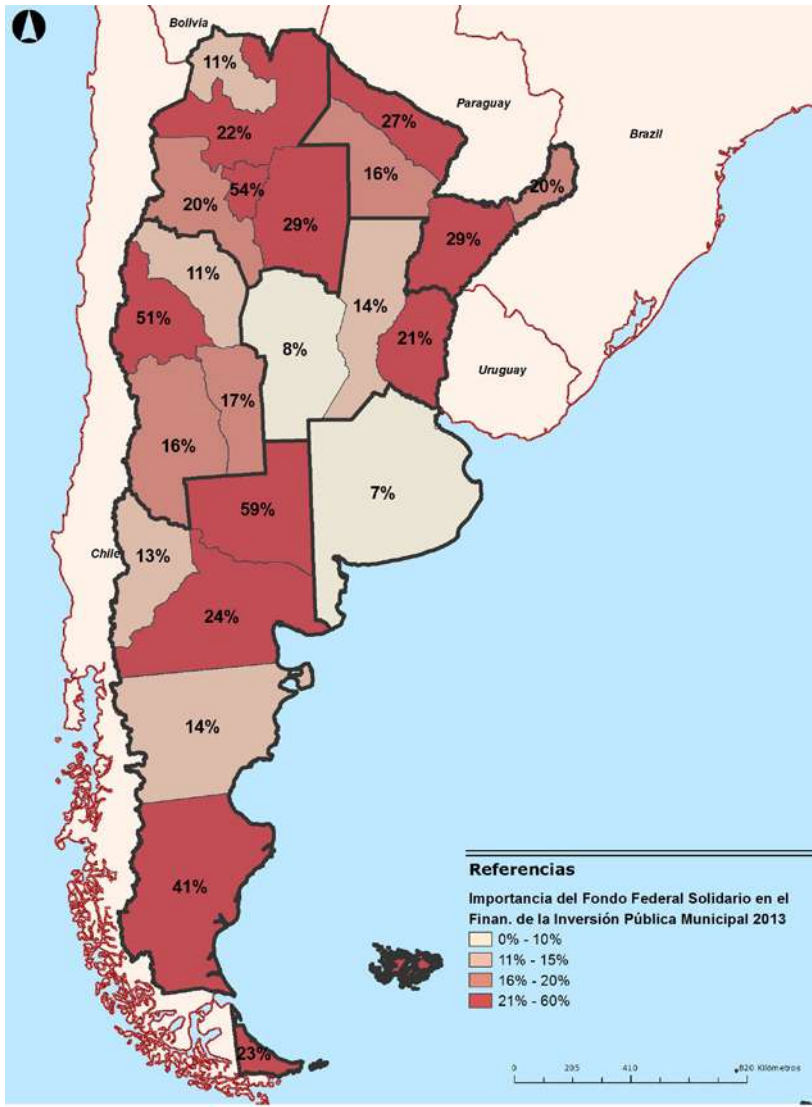 Bolivia
11%
Paraguay
27%
Brazil
22%
16%
20%
54%
20%
29%
29%
11%
14%
51%
21%
8%
Uruguay
17%
16%
7%
59%
Chile
13%
24%
14%
41%
23%
Referencias
Importancia del Fondo Federal Solidario en el
Finan. de la Inversión Pública Municipal 2013
0% - 10%
11% - 15%
16% - 20%
21% - 60%
0 205 410 820 Kilómetros